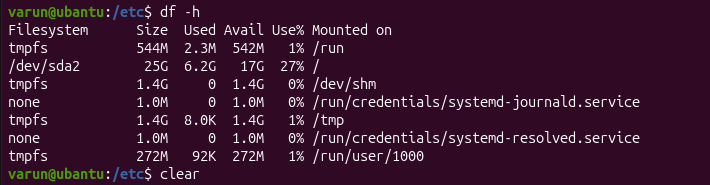 varun@ubantu:/etc$ df -h
Filesystem      Size  Used Avail Use% Mounted on
tmpfs           544M  2.3M  542M   1% /run
/dev/sda2        25G  6.2G   17G  27% /
tmpfs           1.4G     0  1.4G   0% /dev/shm
none            1.0M     0  1.0M   0% /run/credentials/systemd-journald.service
tmpfs           1.4G  8.0K  1.4G   1% /tmp
none            1.0M     0  1.0M   0% /run/credentials/systemd-resolved.service
tmpfs           272M   92K  272M   1% /run/user/1000
varun@ubantu:/etc$ clear